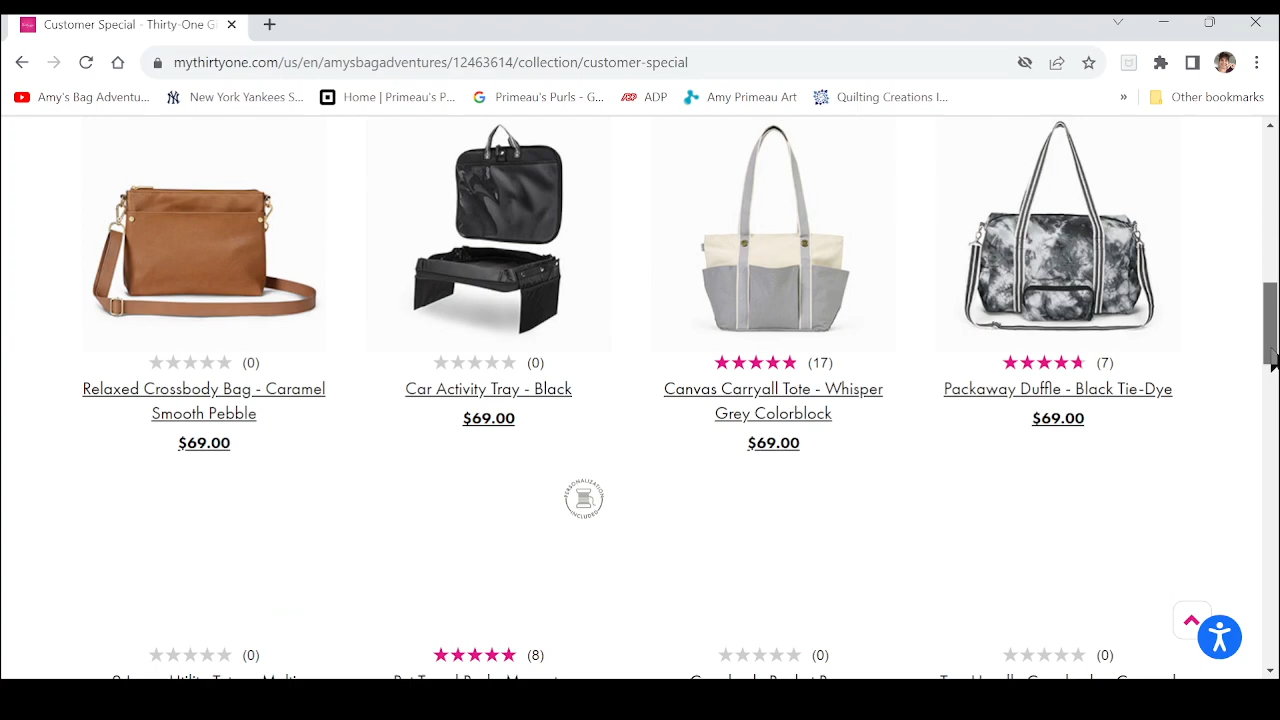 Customer Special - Thirty-One G
mythirtyone.com/us/en/amysbagadventures/12463614/collection/customer-special
Amy's Bag Adventu... New York Yankees S... Home | Primeau's P... Primeau's Purls - G... ADP Amy Primeau Art Quilting Creations I... » Other bookmarks
(0) (0) (17) (7)
Relaxed Crossbody Bag - Caramel Smooth Pebble
$69.00
Car Activity Tray - Black
$69.00
Canvas Carryall Tote - Whisper Grey Colorblock
$69.00
Packaway Duffle - Black Tie-Dye
$69.00
PERSONALIZATION
INCLUDED
(0) (8) (0) (0)